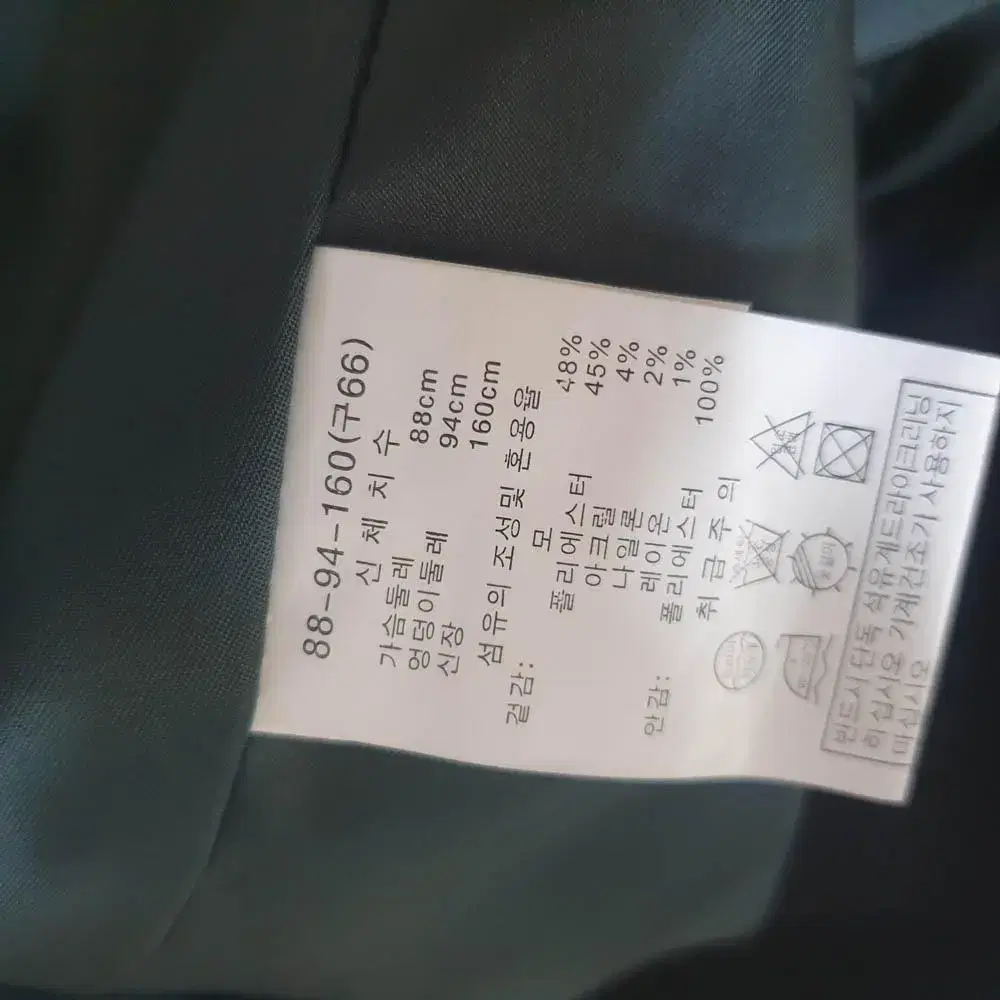 88-94-160(구66)
신 체 치 수
가슴둘레 88cm
엉덩이둘레 94cm
신장 160cm
섬유의 조성및 혼용율
겉감: 모 48%
폴리에스터 45%
아크릴 4%
나일론 2%
레이온 1%
안감: 폴리에스터 100%
취 급 주 의
반드시 단독 석유계드라이크리닝
하십시오 기계건조기 사용하지
마십시오